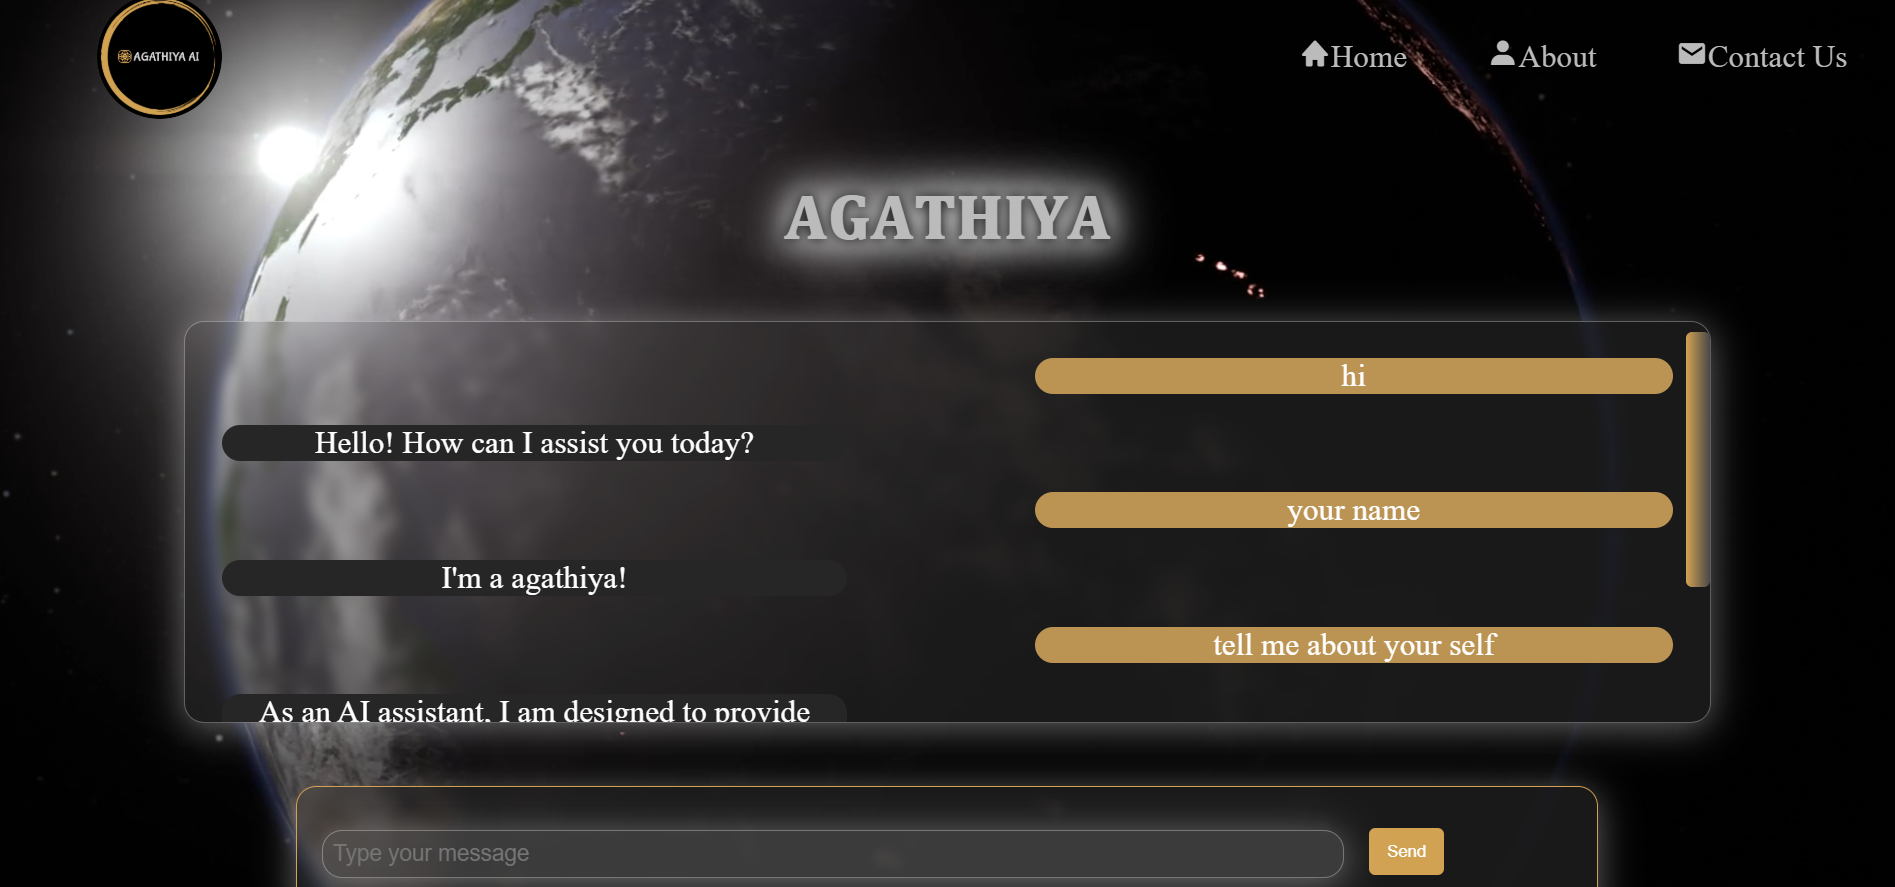 AGATHIYA AI
Home
About
Contact Us
AGATHIYA
hi
Hello! How can I assist you today?
your name
I'm a agathiya!
tell me about your self
As an AI assistant, I am designed to provide
Type your message
Send